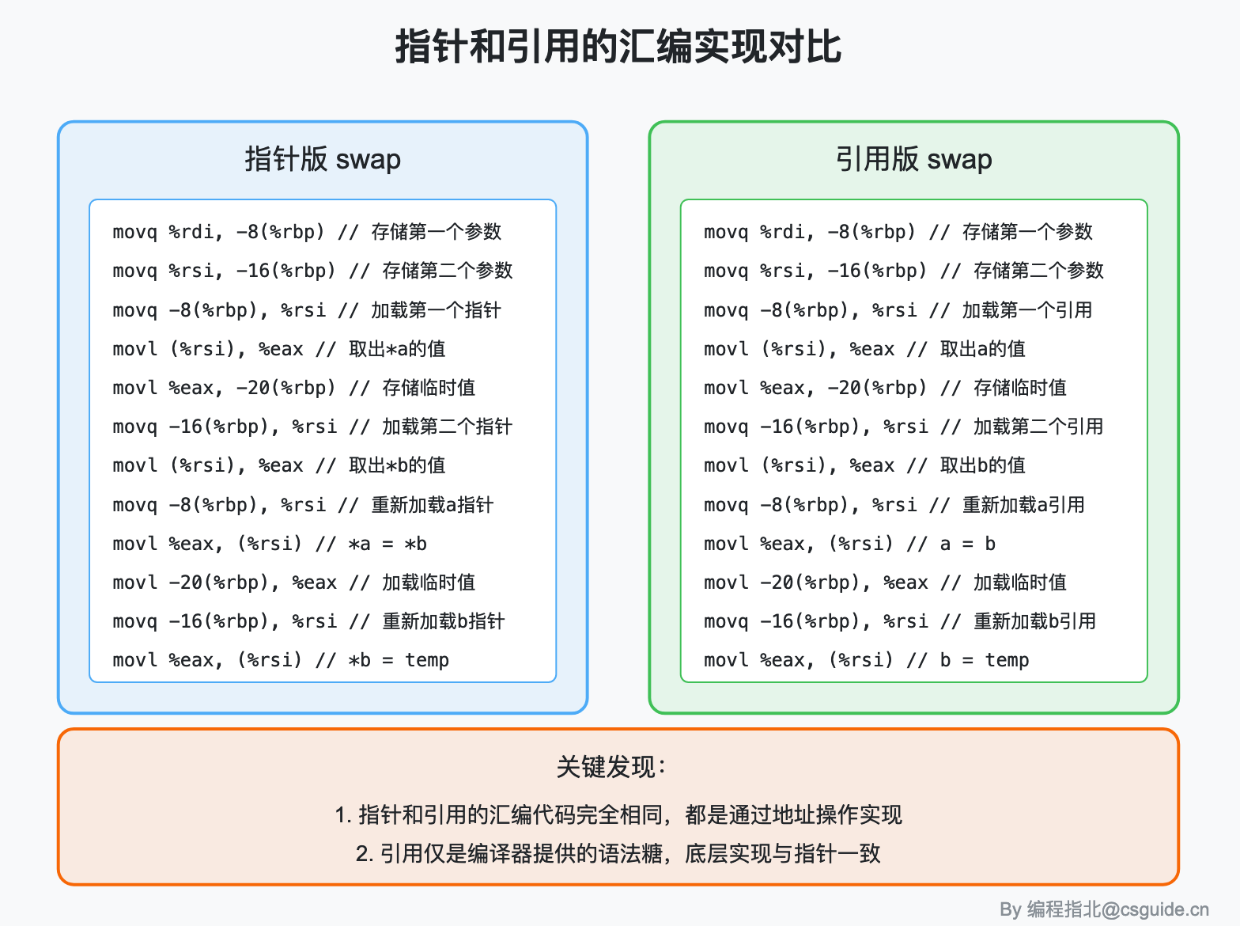 指针和引用的汇编实现对比
指针版 swap
movq %rdi, -8(%rbp) // 存储第一个参数
movq %rsi, -16(%rbp) // 存储第二个参数
movq -8(%rbp), %rsi // 加载第一个指针
movl (%rsi), %eax // 取出*a的值
movl %eax, -20(%rbp) // 存储临时值
movq -16(%rbp), %rsi // 加载第二个指针
movl (%rsi), %eax // 取出*b的值
movq -8(%rbp), %rsi // 重新加载a指针
movl %eax, (%rsi) // *a = *b
movl -20(%rbp), %eax // 加载临时值
movq -16(%rbp), %rsi // 重新加载b指针
movl %eax, (%rsi) // *b = temp
引用版 swap
movq %rdi, -8(%rbp) // 存储第一个参数
movq %rsi, -16(%rbp) // 存储第二个参数
movq -8(%rbp), %rsi // 加载第一个引用
movl (%rsi), %eax // 取出a的值
movl %eax, -20(%rbp) // 存储临时值
movq -16(%rbp), %rsi // 加载第二个引用
movl (%rsi), %eax // 取出b的值
movq -8(%rbp), %rsi // 重新加载a引用
movl %eax, (%rsi) // a = b
movl -20(%rbp), %eax // 加载临时值
movq -16(%rbp), %rsi // 重新加载b引用
movl %eax, (%rsi) // b = temp
关键发现：
1. 指针和引用的汇编代码完全相同，都是通过地址操作实现
2. 引用仅是编译器提供的语法糖，底层实现与指针一致
By 编程指北@csguide.cn